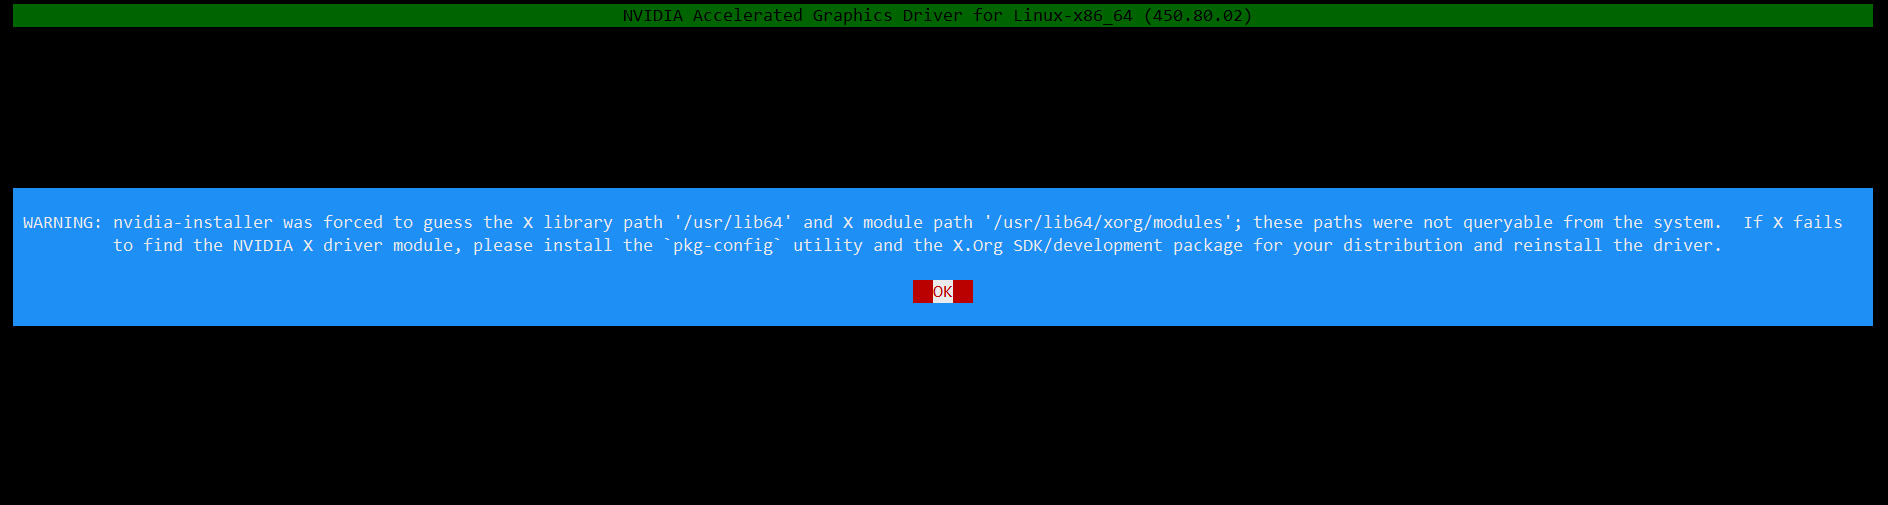 NVIDIA Accelerated Graphics Driver for Linux-x86_64 (450.80.02)
WARNING: nvidia-installer was forced to guess the X library path '/usr/lib64' and X module path '/usr/lib64/xorg/modules'; these paths were not queryable from the system.  If X fails
to find the NVIDIA X driver module, please install the `pkg-config` utility and the X.Org SDK/development package for your distribution and reinstall the driver.
OK